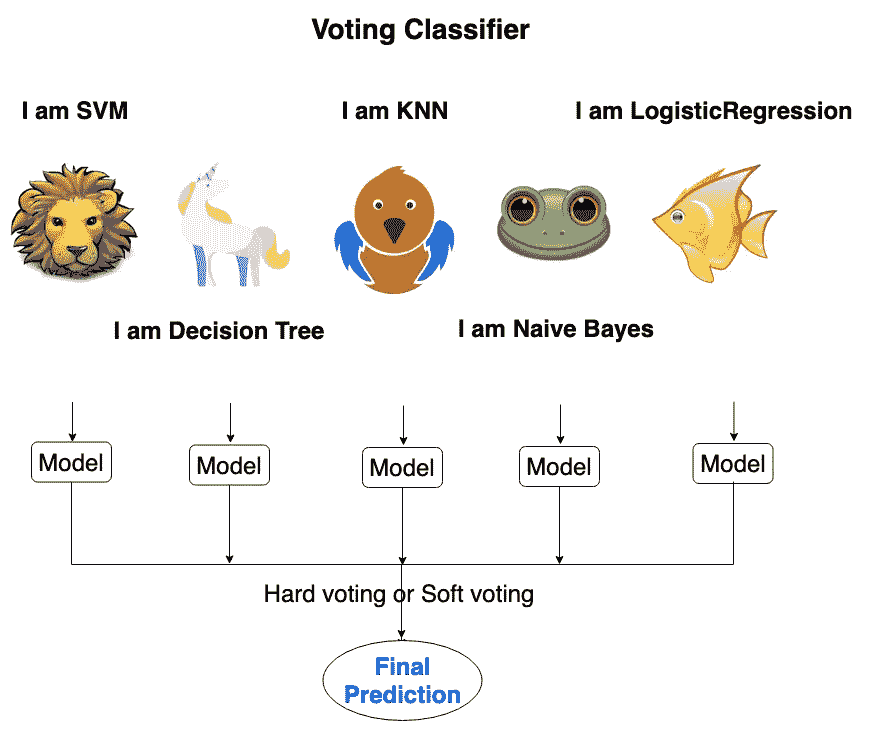 Voting Classifier
I am SVM
I am KNN
I am LogisticRegression
I am Decision Tree
I am Naive Bayes
Model
Model
Model
Model
Model
Hard voting or Soft voting
Final
Prediction